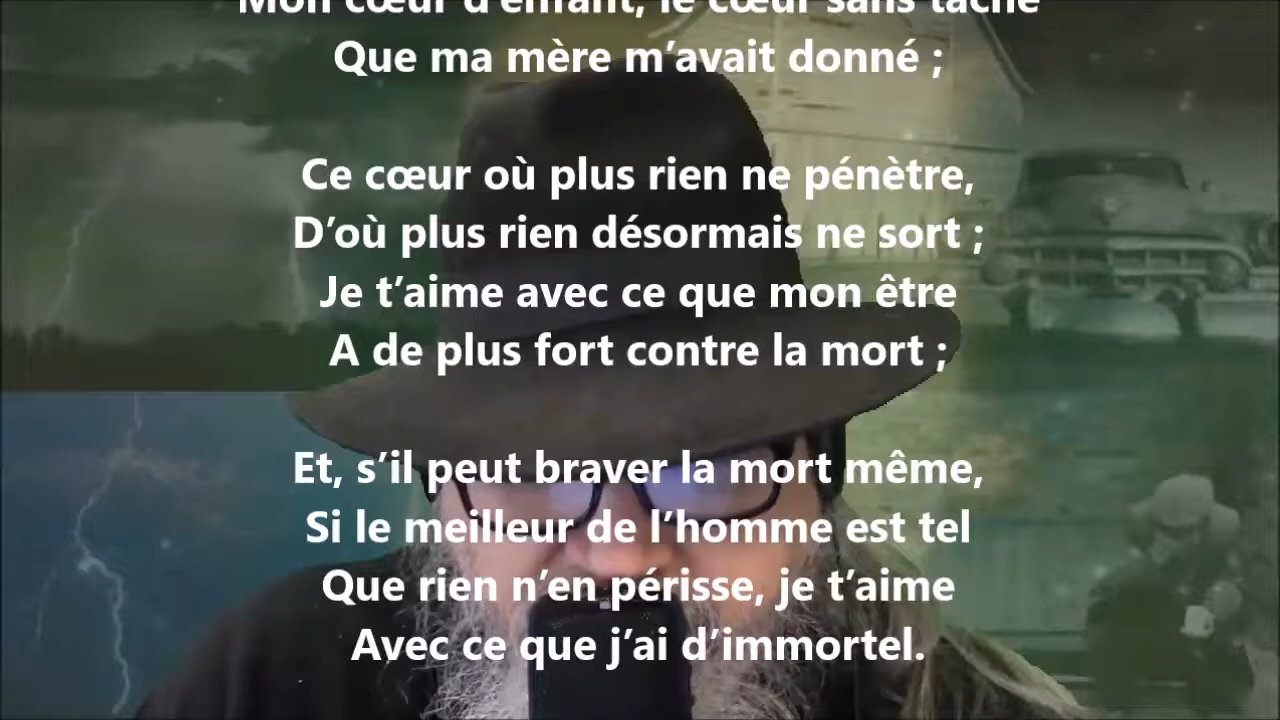 Mon cœur d’enfant, le cœur sans tache
Que ma mère m’avait donné ;
Ce cœur où plus rien ne pénètre,
D’où plus rien désormais ne sort ;
Je t’aime avec ce que mon être
A de plus fort contre la mort ;
Et, s’il peut braver la mort même,
Si le meilleur de l’homme est tel
Que rien n’en périsse, je t’aime
Avec ce que j’ai d’immortel.